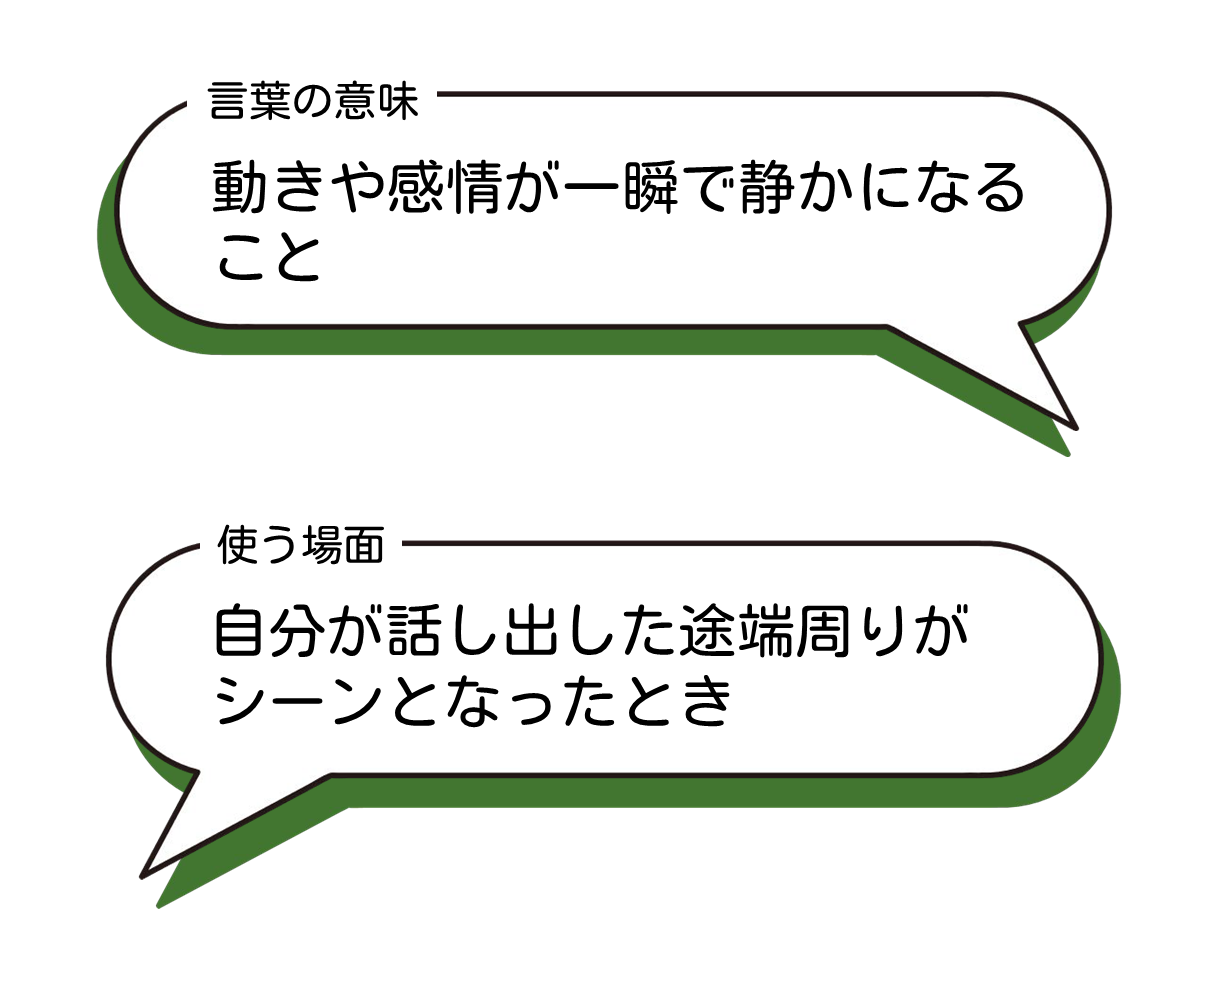 言葉の意味
動きや感情が一瞬で静かになる
こと
使う場面
自分が話し出した途端周りが
シーンとなったとき